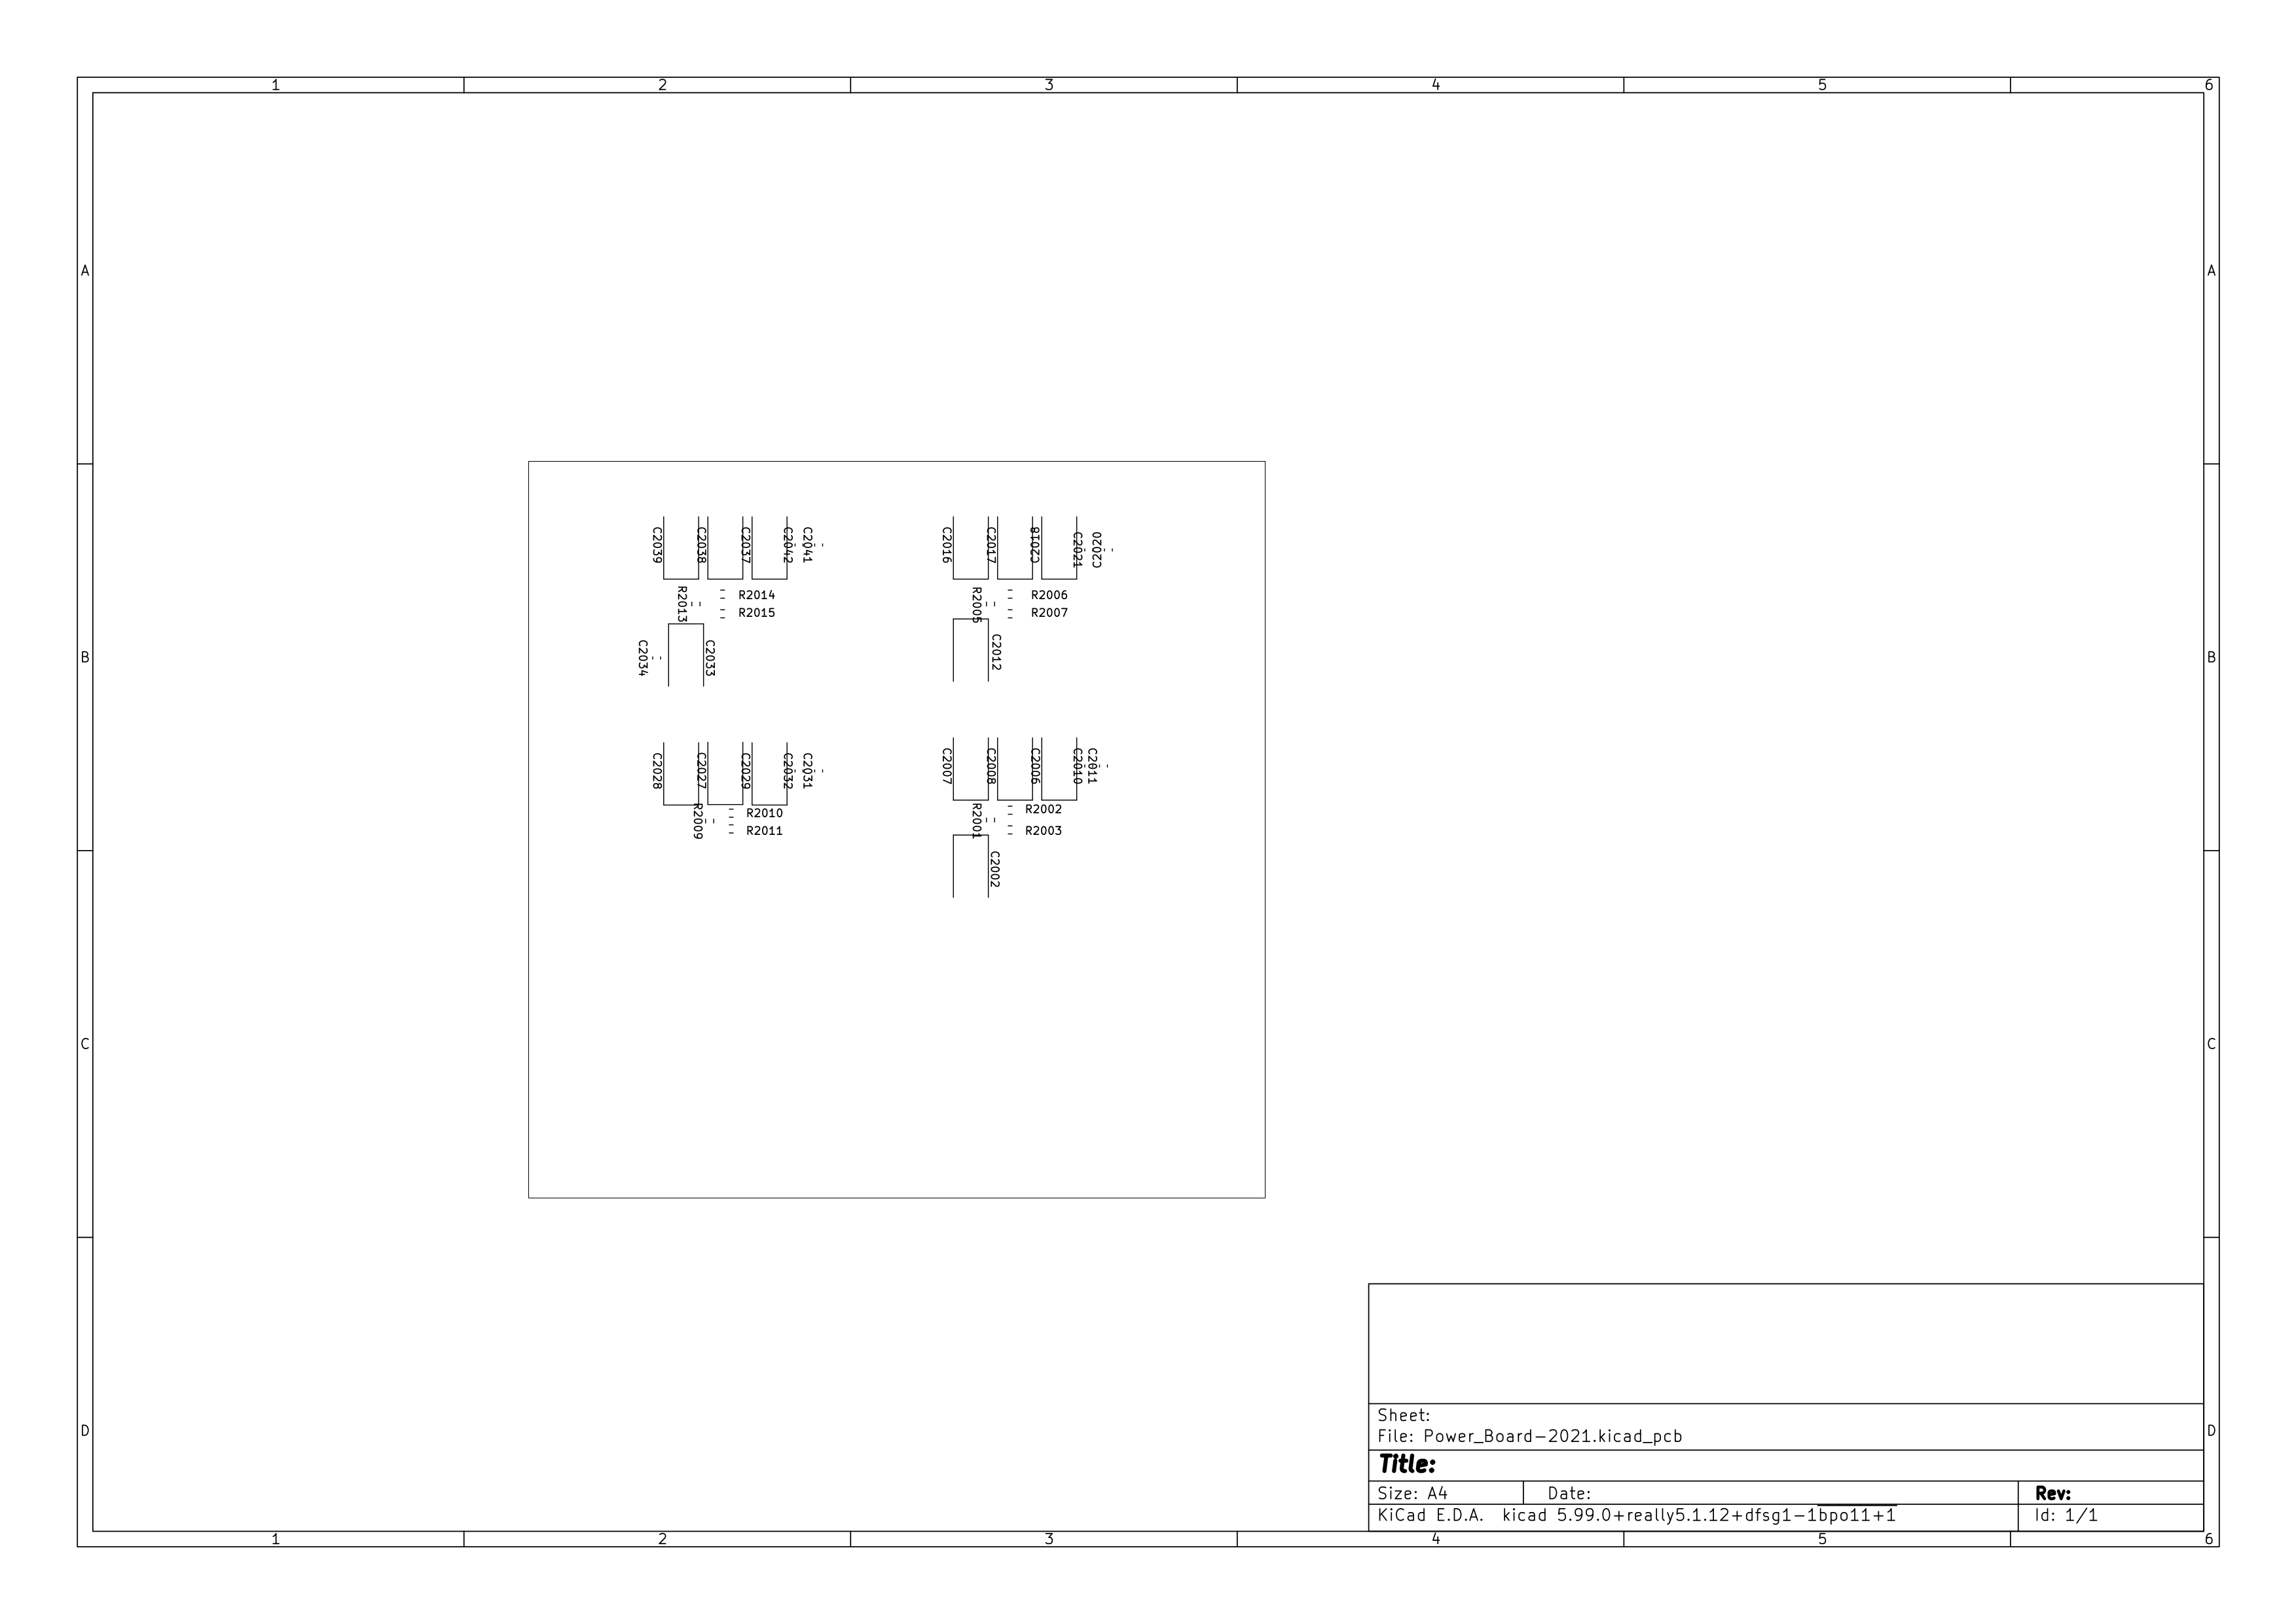 1 2 3 4 5 6
A A
C2039 C2038 C2037 C2042 C2041 C2016 C2017 C2018 C2021 C2020
R2013 R2014 R2005 R2006
R2015 R2007
B B
C2034 C2033 C2012
C2028 C2027 C2029 C2032 C2031 C2007 C2008 C2006 C2010 C2011
R2009 R2010 R2001 R2002
R2011 R2003
C2002
C C
Sheet:
File: Power_Board-2021.kicad_pcb
D D
Title:
Size: A4 Date: Rev:
KiCad E.D.A. kicad 5.99.0+really5.1.12+dfsg1-1bpo11+1 Id: 1/1
1 2 3 4 5 6